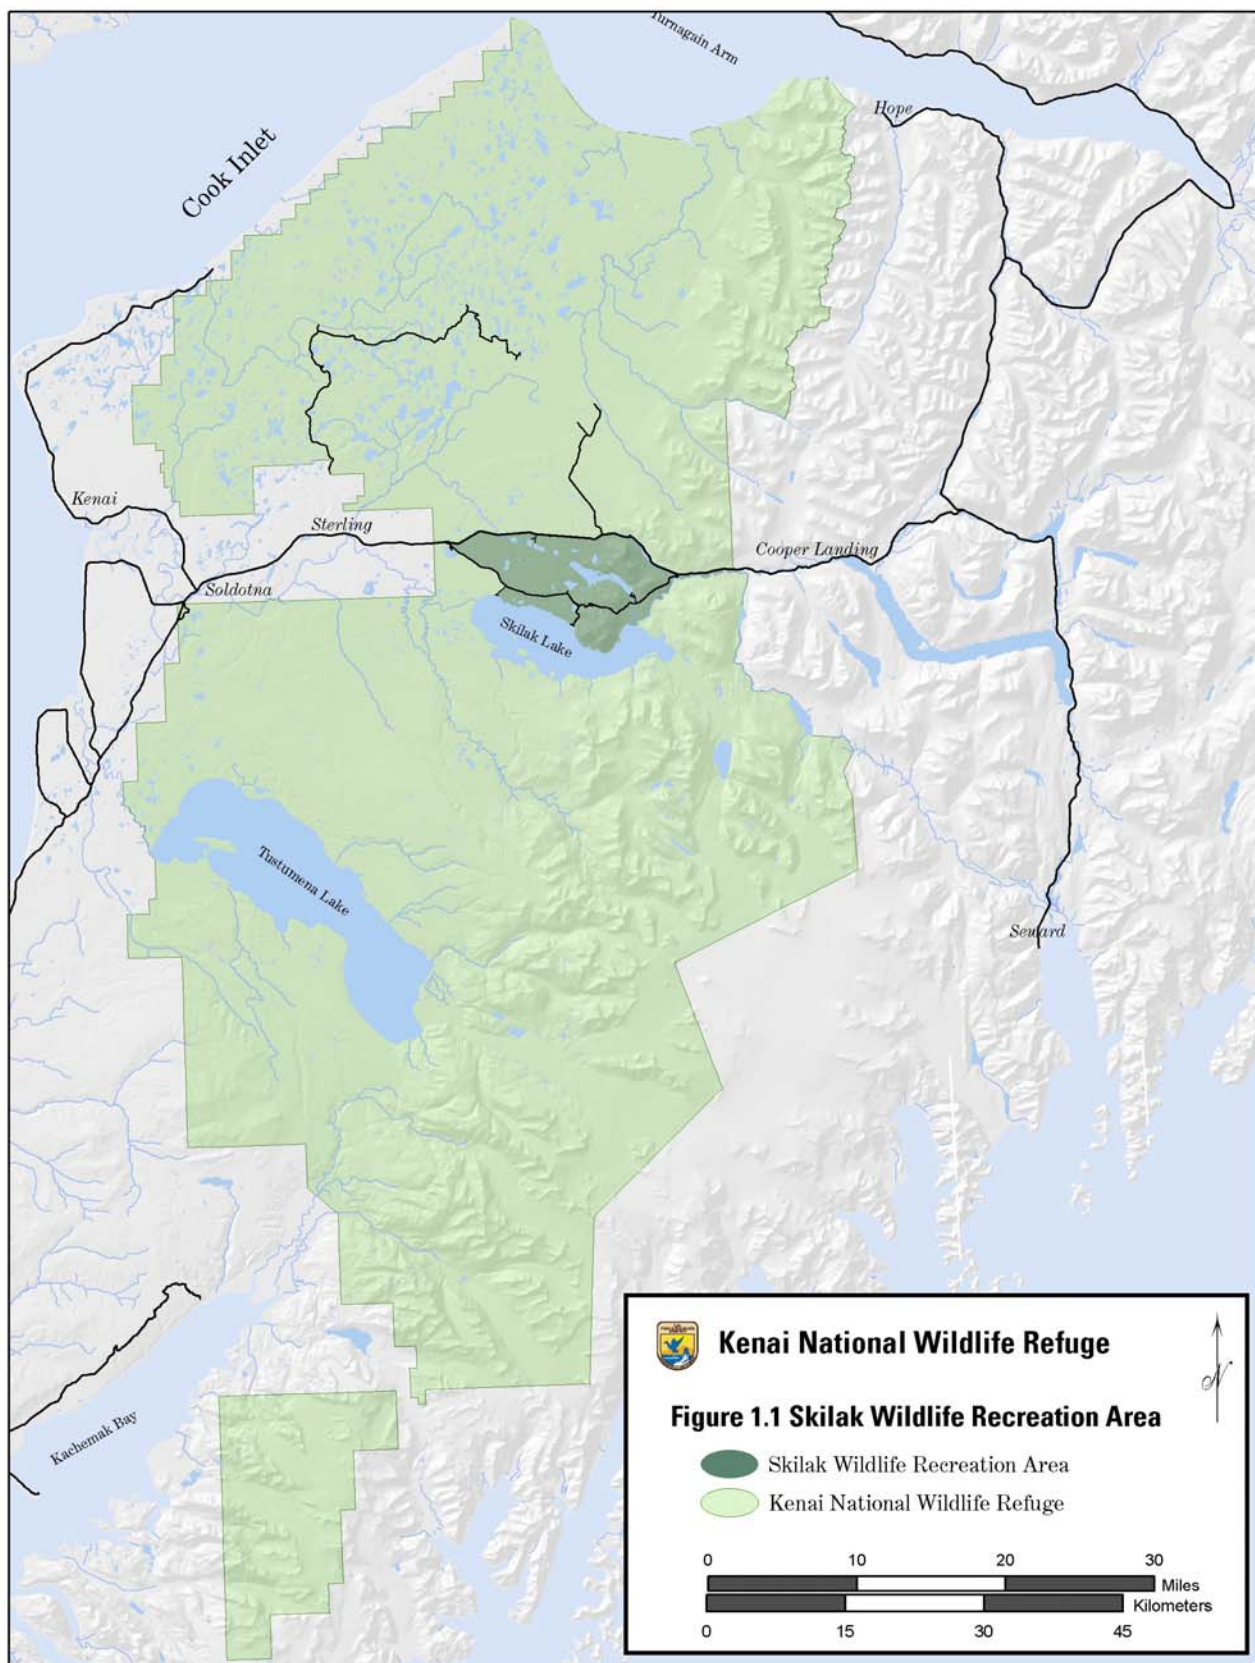 Turnagain Arm
Hope
Cook Inlet
Kenai
Sterling
Cooper Landing
Soldotna
Skilak Lake
Tustumena Lake
Seward
Kachemak Bay
Kenai National Wildlife Refuge
N
Figure 1.1 Skilak Wildlife Recreation Area
Skilak Wildlife Recreation Area
Kenai National Wildlife Refuge
0 10 20 30
Miles
Kilometers
0 15 30 45